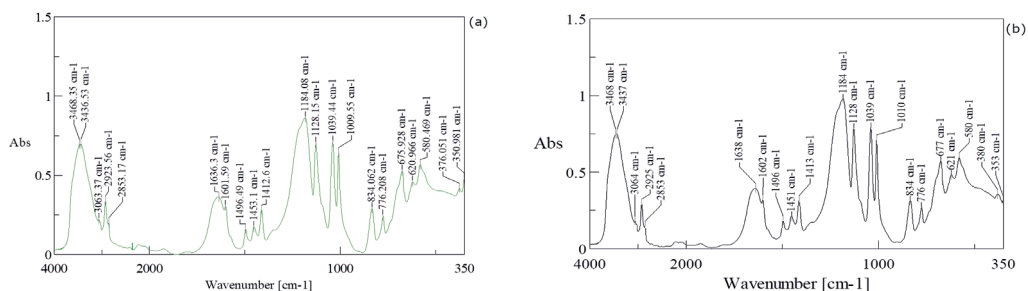 (a)
1.5
1
Abs
0.5
0
3468.35 cm-1
3436.53 cm-1
3063.37 cm-1
2923.56 cm-1
2853.17 cm-1
1636.3 cm-1
1601.59 cm-1
1496.49 cm-1
1453.1 cm-1
1412.6 cm-1
1184.08 cm-1
1128.15 cm-1
1039.44 cm-1
1009.55 cm-1
834.062 cm-1
776.208 cm-1
675.928 cm-1
620.966 cm-1
580.469 cm-1
376.051 cm-1
350.981 cm-1
4000
2000
1000
350
Wavenumber [cm-1]
(b)
1.5
1
Abs
0.5
0
3468 cm-1
3437 cm-1
3064 cm-1
2925 cm-1
2853 cm-1
1638 cm-1
1602 cm-1
1496 cm-1
1451 cm-1
1413 cm-1
1184 cm-1
1128 cm-1
1039 cm-1
1010 cm-1
834 cm-1
776 cm-1
677 cm-1
621 cm-1
580 cm-1
380 cm-1
353 cm-1
4000
2000
1000
350
Wavenumber [cm-1]